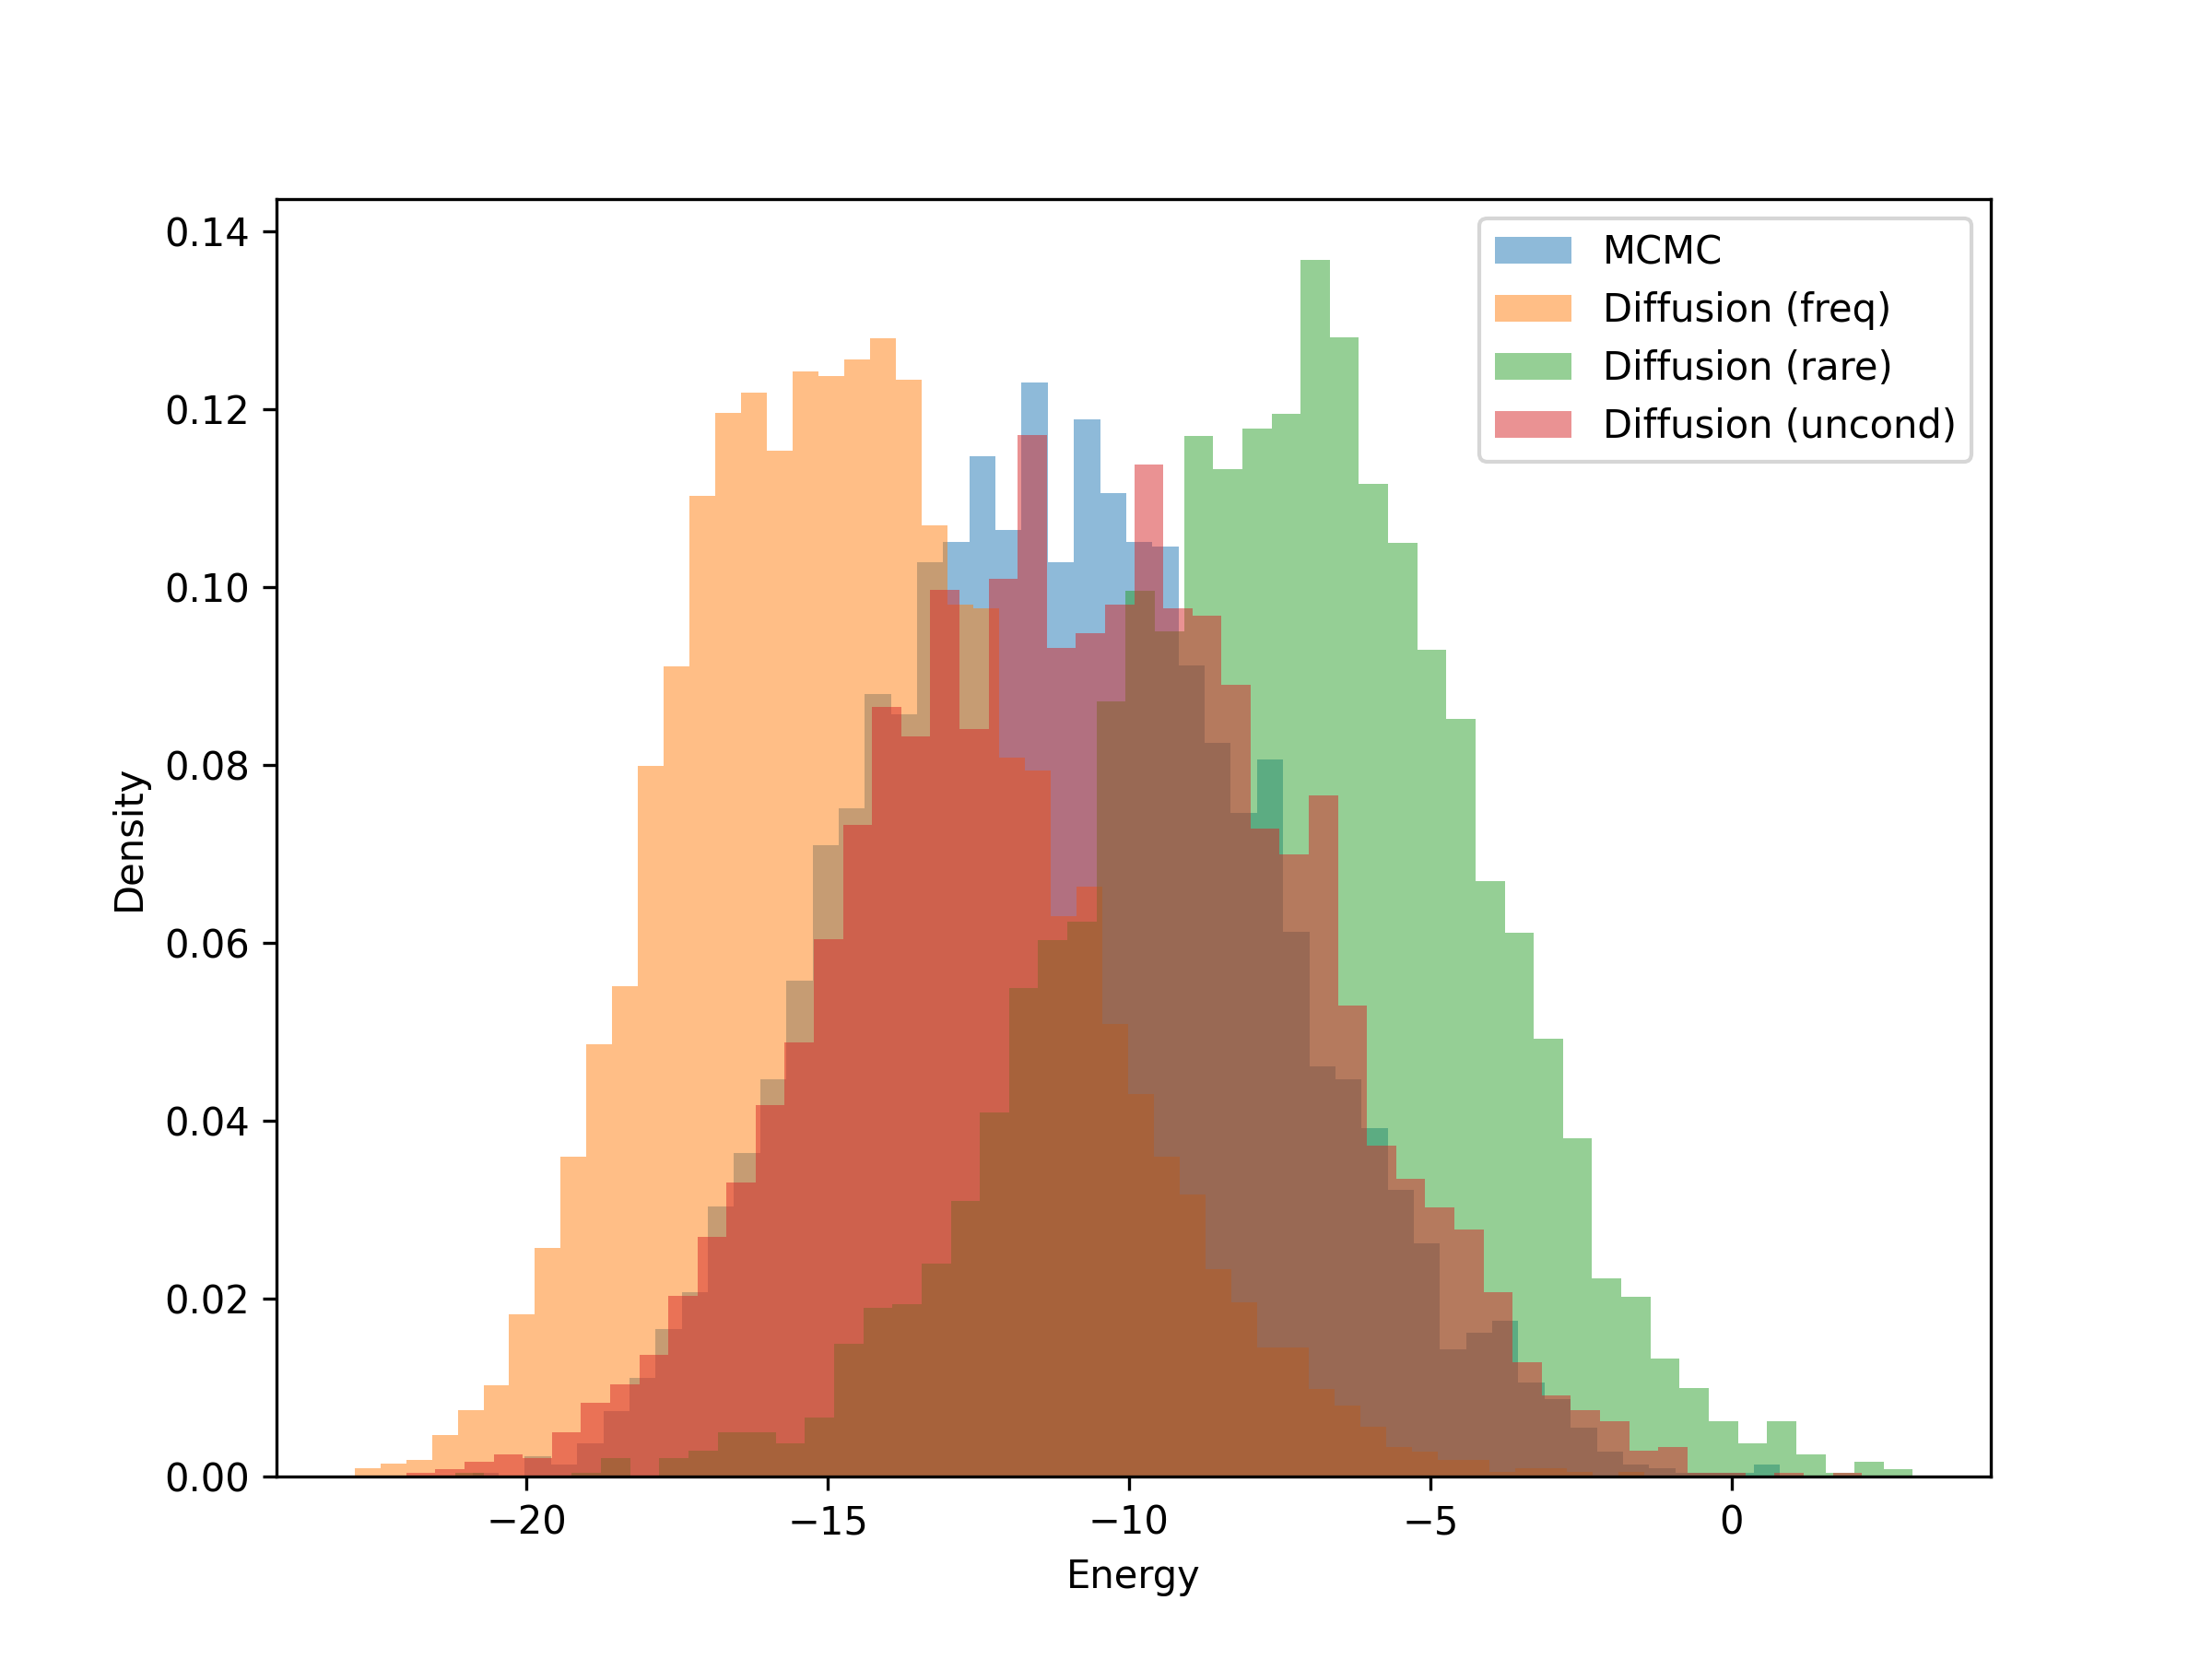 MCMC
Diffusion (freq)
Diffusion (rare)
Diffusion (uncond)
0.14
0.12
0.10
0.08
0.06
0.04
0.02
0.00
Density
−20 −15 −10 −5 0
Energy